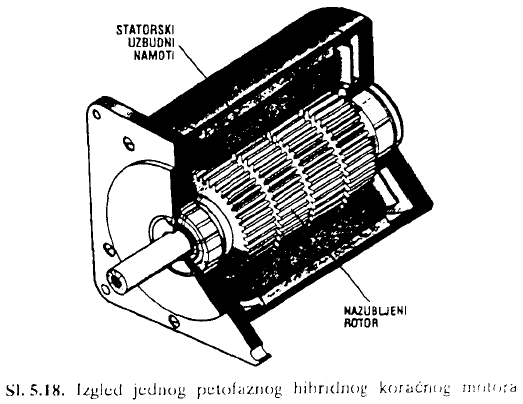 STATORSKI
UZBUDNI
NAMOTI
NAZUBLJENI
ROTOR
Sl. 5.18. Izgled jednog petofaznog hibridnog koračnog motora